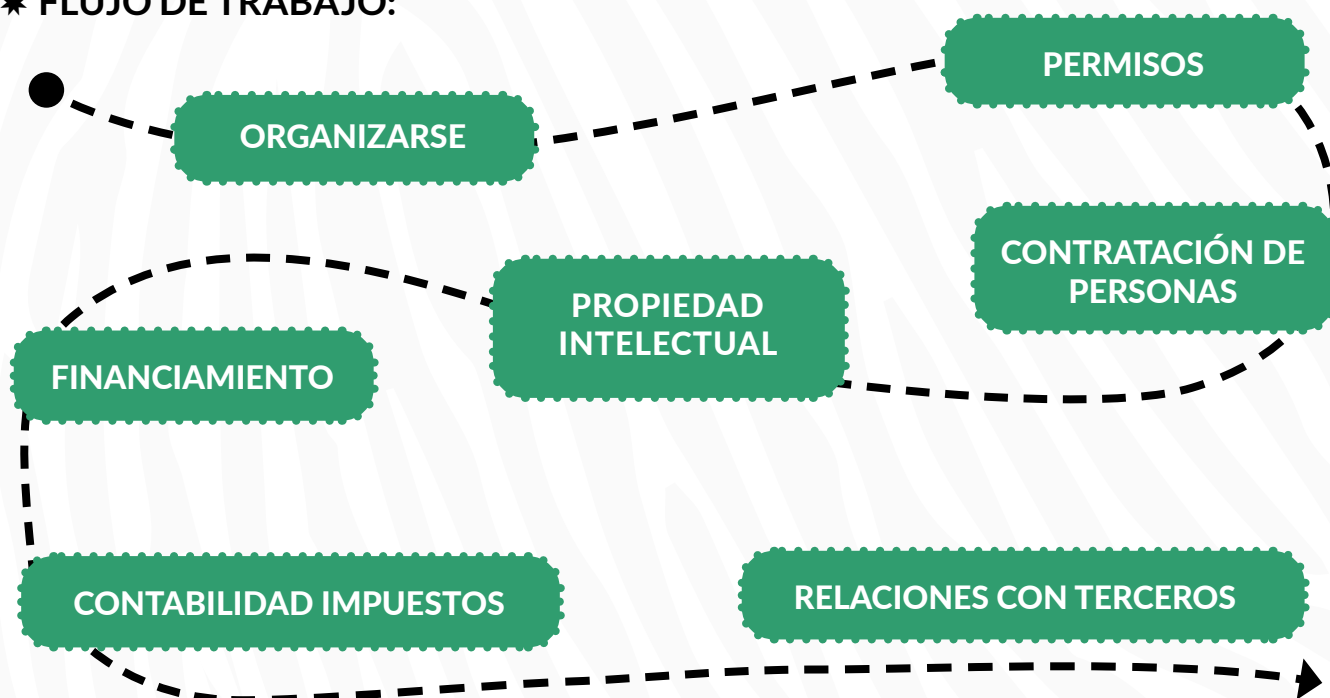 ✷ FLUJO DE TRABAJO:
PERMISOS
ORGANIZARSE
CONTRATACIÓN DE
PERSONAS
PROPIEDAD
INTELECTUAL
FINANCIAMIENTO
CONTABILIDAD IMPUESTOS
RELACIONES CON TERCEROS